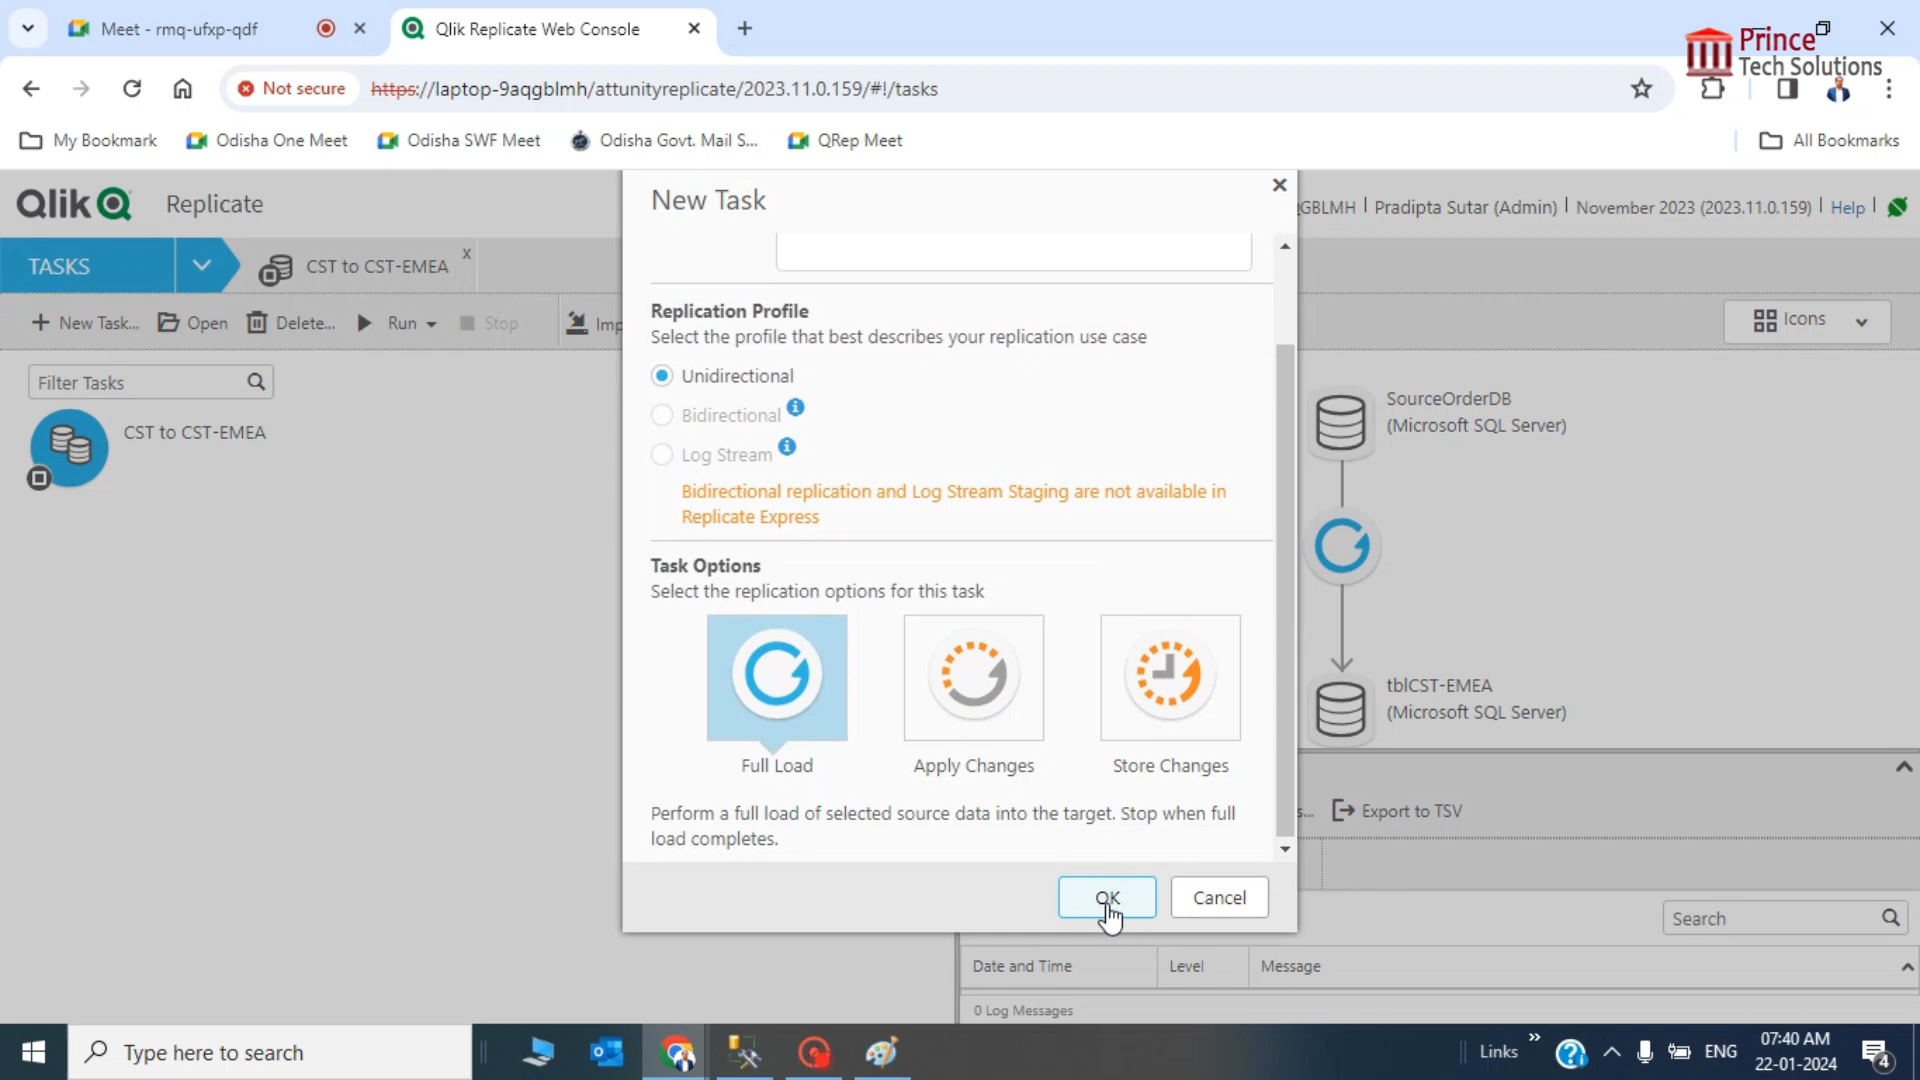 Meet - rmq-ufxp-qdf
Qlik Replicate Web Console
Prince
Tech Solutions
Not secure
https://laptop-9aqgblmh/attunityreplicate/2023.11.0.159/#!/tasks
My Bookmark
Odisha One Meet
Odisha SWF Meet
Odisha Govt. Mail S...
QRep Meet
All Bookmarks
Qlik
Replicate
New Task
QGBLMH | Pradipta Sutar (Admin) | November 2023 (2023.11.0.159) | Help |
TASKS
CST to CST-EMEA
x
New Task...
Open
Delete...
Run
Stop
Imp
Icons
Filter Tasks
CST to CST-EMEA
Replication Profile
Select the profile that best describes your replication use case
Unidirectional
Bidirectional
Log Stream
Bidirectional replication and Log Stream Staging are not available in
Replicate Express
Task Options
Select the replication options for this task
Full Load
Apply Changes
Store Changes
Perform a full load of selected source data into the target. Stop when full
load completes.
OK
Cancel
SourceOrderDB
(Microsoft SQL Server)
tblCST-EMEA
(Microsoft SQL Server)
s...
Export to TSV
Search
Date and Time
Level
Message
0 Log Messages
Type here to search
Links
ENG
07:40 AM
22-01-2024
4